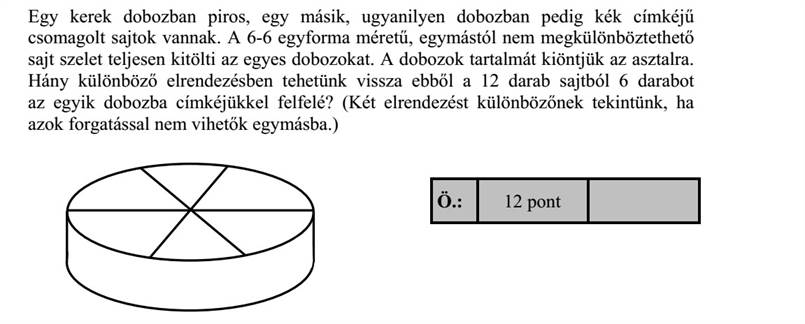 Egy kerek dobozban piros, egy másik, ugyanilyen dobozban pedig kék címkéjű
csomagolt sajtok vannak. A 6-6 egyforma méretű, egymástól nem megkülönböztethető
sajt szelet teljesen kitölti az egyes dobozokat. A dobozok tartalmát kiöntjük az asztalra.
Hány különböző elrendezésben tehetünk vissza ebből a 12 darab sajtból 6 darabot
az egyik dobozba címkéjükkel felfelé? (Két elrendezést különbözőnek tekintünk, ha
azok forgatással nem vihetők egymásba.)
Ö.: 12 pont